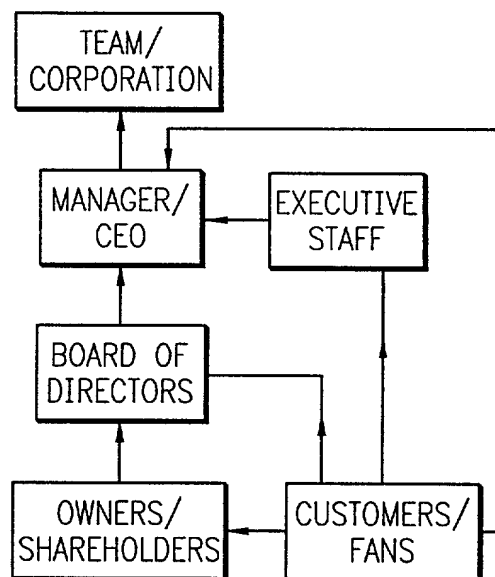 TEAM/
CORPORATION
MANAGER/
CEO
EXECUTIVE
STAFF
BOARD OF
DIRECTORS
OWNERS/
SHAREHOLDERS
CUSTOMERS/
FANS